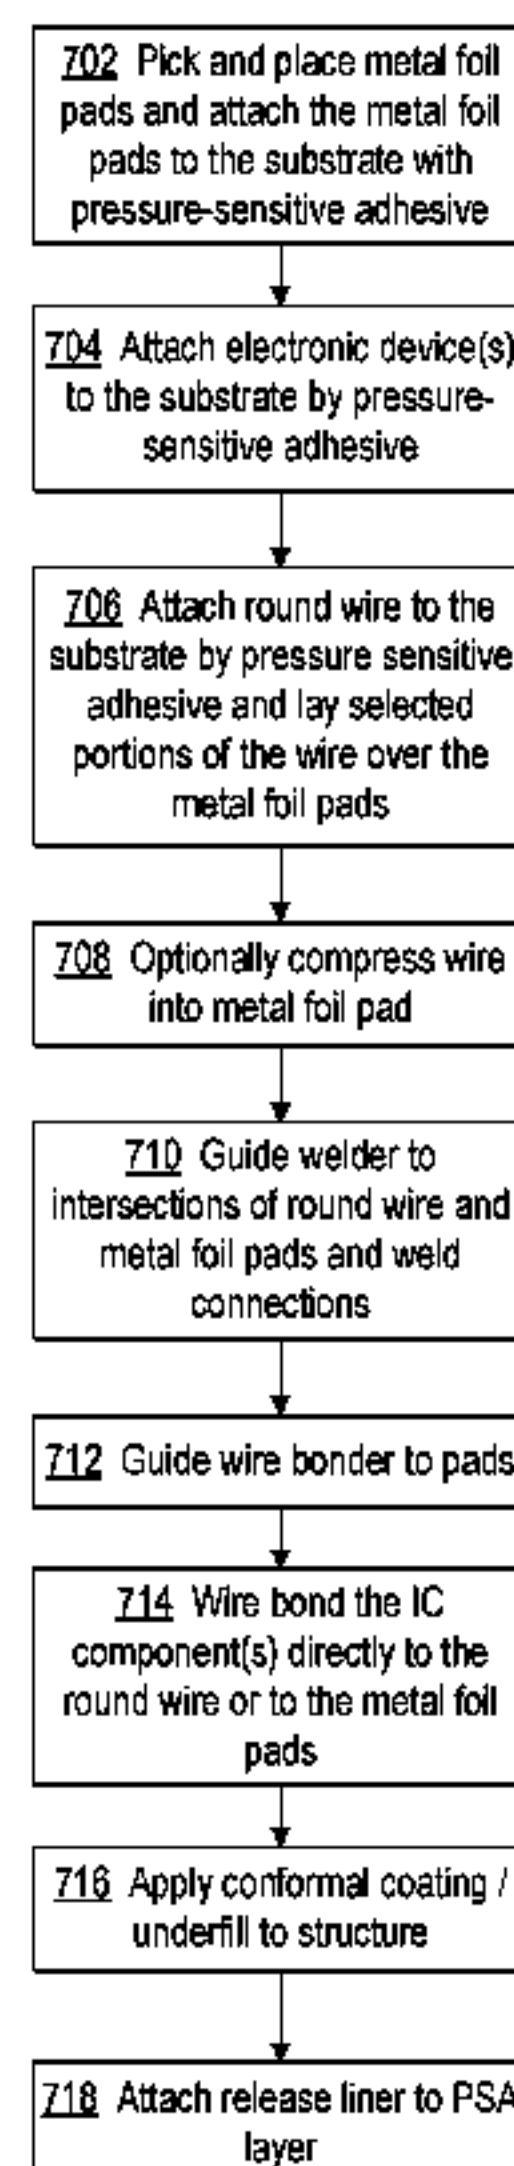 702 Pick and place metal foil
pads and attach the metal foil
pads to the substrate with
pressure-sensitive adhesive
704 Attach electronic device(s)
to the substrate by pressure-
sensitive adhesive
706 Attach round wire to the
substrate by pressure sensitive
adhesive and lay selected
portions of the wire over the
metal foil pads
708 Optionally compress wire
into metal foil pad
710 Guide welder to
intersections of round wire and
metal foil pads and weld
connections
712 Guide wire bonder to pads
714 Wire bond the IC
component(s) directly to the
round wire or to the metal foil
pads
716 Apply conformal coating /
underfill to structure
718 Attach release liner to PSA
layer